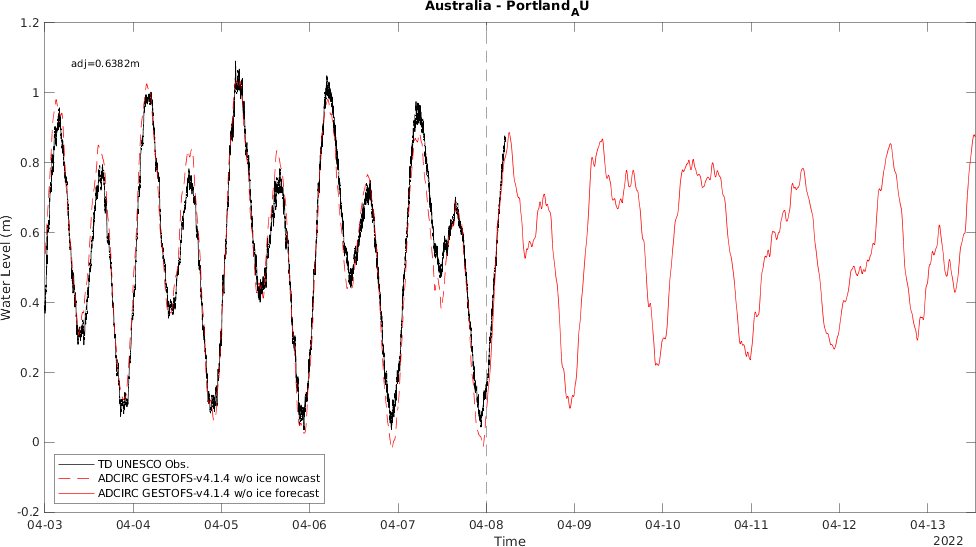 Australia - Portland_AU
1.2
adj=0.6382m
1
0.8
0.6
Water Level (m)
0.4
0.2
0
TD UNESCO Obs.
ADCIRC GESTOFS-v4.1.4 w/o ice nowcast
ADCIRC GESTOFS-v4.1.4 w/o ice forecast
-0.2
04-03 04-04 04-05 04-06 04-07 04-08 04-09 04-10 04-11 04-12 04-13
Time
2022